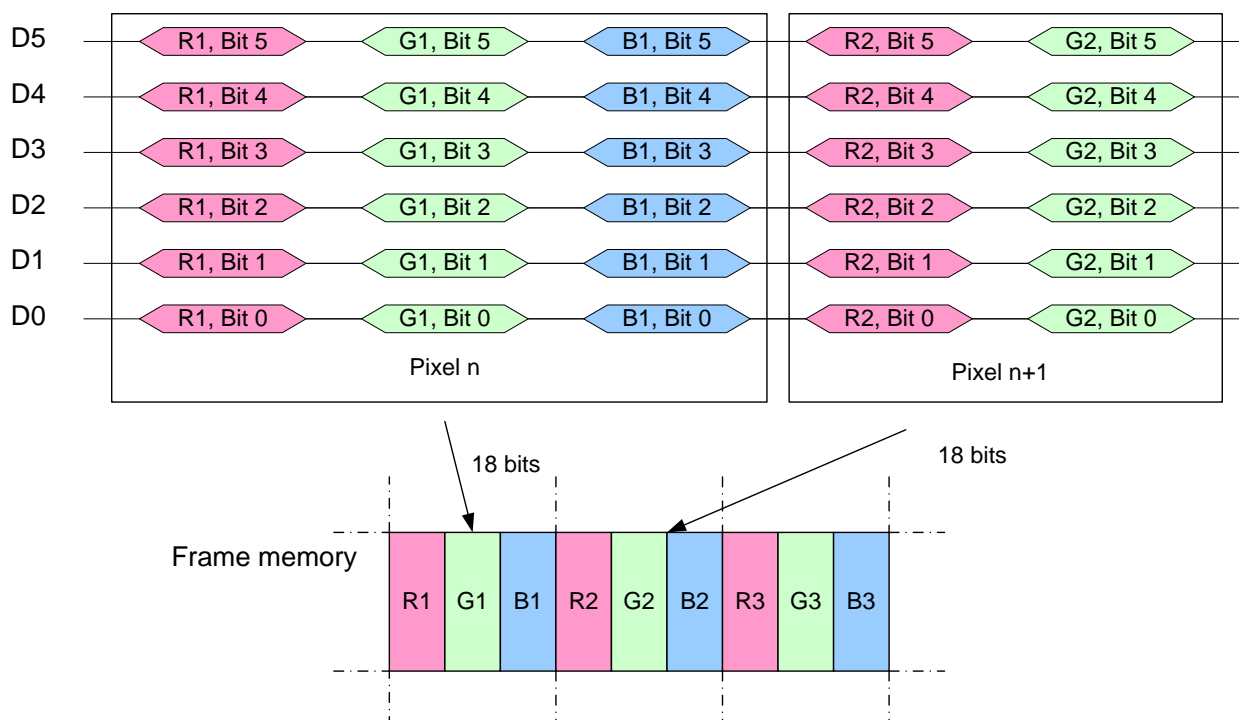 D5 R1, Bit 5 G1, Bit 5 B1, Bit 5 R2, Bit 5 G2, Bit 5
D4 R1, Bit 4 G1, Bit 4 B1, Bit 4 R2, Bit 4 G2, Bit 4
D3 R1, Bit 3 G1, Bit 3 B1, Bit 3 R2, Bit 3 G2, Bit 3
D2 R1, Bit 2 G1, Bit 2 B1, Bit 2 R2, Bit 2 G2, Bit 2
D1 R1, Bit 1 G1, Bit 1 B1, Bit 1 R2, Bit 1 G2, Bit 1
D0 R1, Bit 0 G1, Bit 0 B1, Bit 0 R2, Bit 0 G2, Bit 0
Pixel n Pixel n+1
18 bits 18 bits
Frame memory
R1 G1 B1 R2 G2 B2 R3 G3 B3